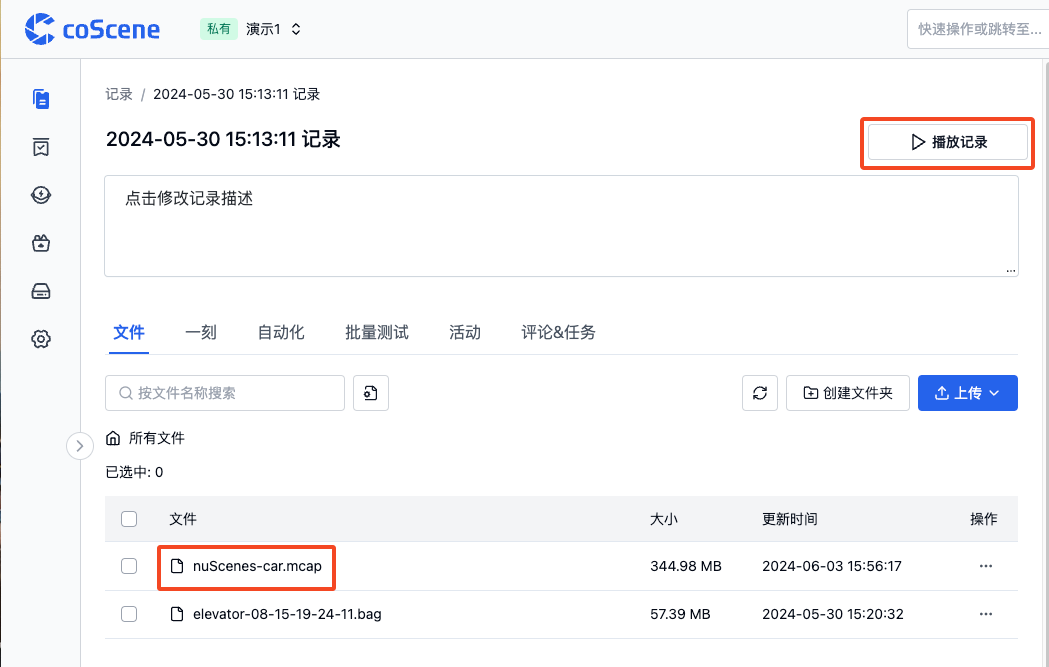 coScene 私有 演示1 快速操作或跳转至...
记录 / 2024-05-30 15:13:11 记录
2024-05-30 15:13:11 记录 播放记录
点击修改记录描述
文件 一刻 自动化 批量测试 活动 评论&任务
按文件名称搜索 创建文件夹 上传
所有文件
已选中: 0
文件 大小 更新时间 操作
nuScenes-car.mcap 344.98 MB 2024-06-03 15:56:17 ...
elevator-08-15-19-24-11.bag 57.39 MB 2024-05-30 15:20:32 ...